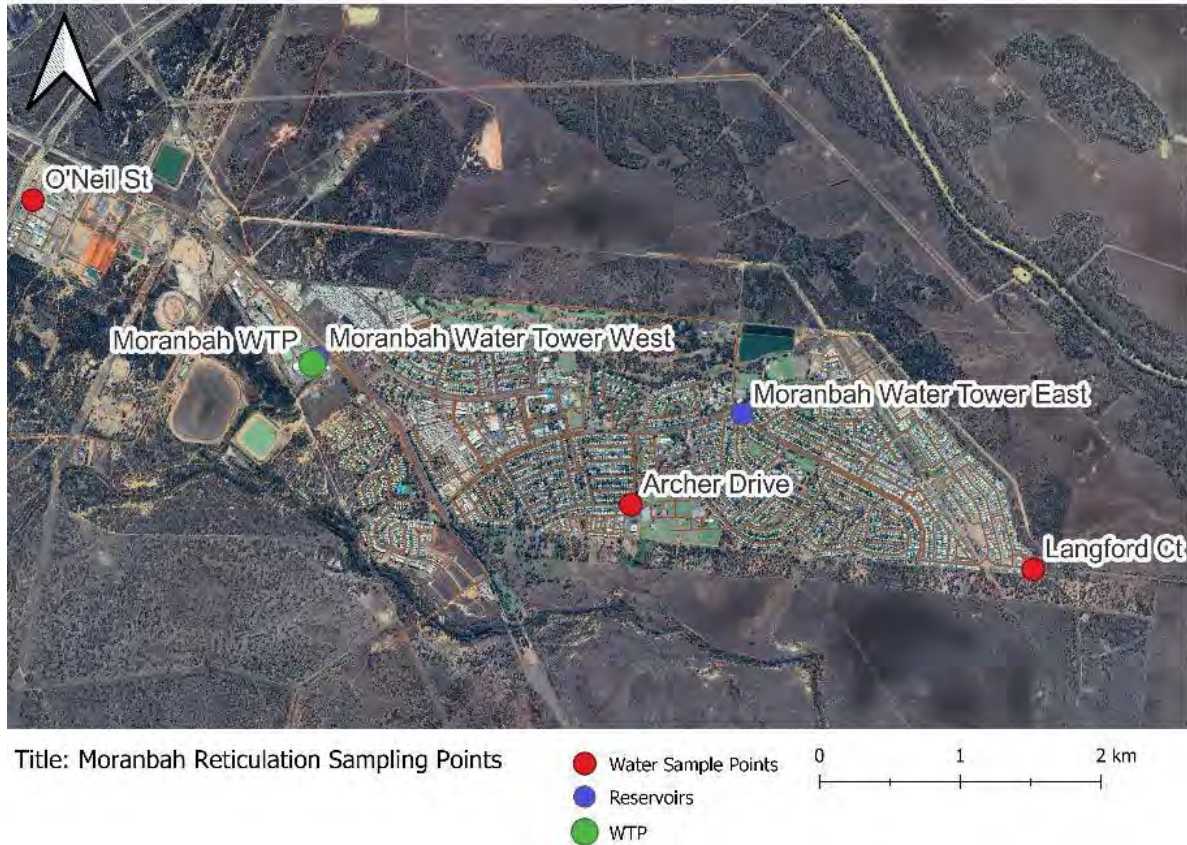 O'Neil St
Moranbah WTP
Moranbah Water Tower West
Moranbah Water Tower East
Archer Drive
Langford Ct
Title: Moranbah Reticulation Sampling Points
Water Sample Points
Reservoirs
WTP
0 1 2 km